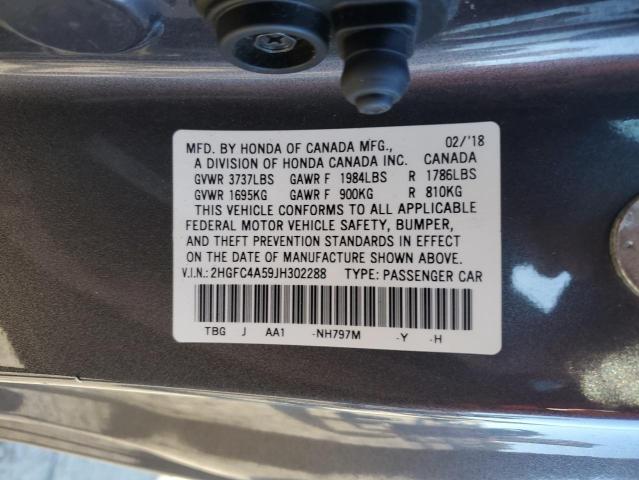 MFD. BY HONDA OF CANADA MFG., 02/'18
A DIVISION OF HONDA CANADA INC. CANADA
GVWR 3737LBS GAWR F 1984LBS R 1786LBS
GVWR 1695KG GAWR F 900KG R 810KG
THIS VEHICLE CONFORMS TO ALL APPLICABLE
FEDERAL MOTOR VEHICLE SAFETY, BUMPER,
AND THEFT PREVENTION STANDARDS IN EFFECT
ON THE DATE OF MANUFACTURE SHOWN ABOVE.
V.I.N.: 2HGFC4A59JH302288 TYPE: PASSENGER CAR
TBG J AA1 -NH797M -Y -H